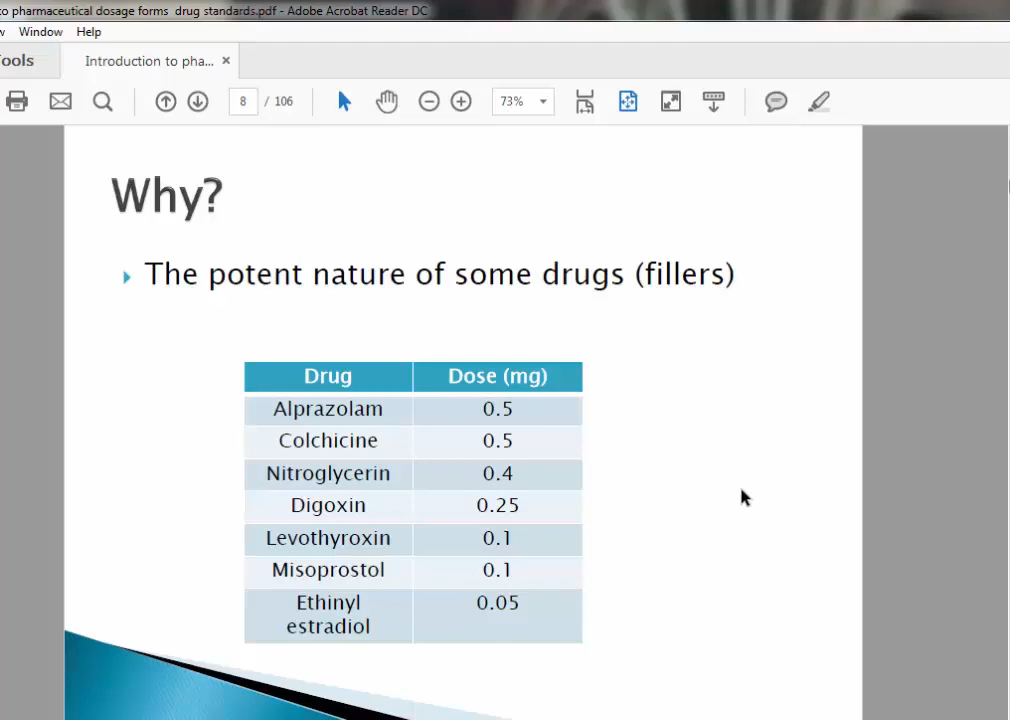 to pharmaceutical dosage forms drug standards.pdf - Adobe Acrobat Reader DC
w Window Help
Tools Introduction to pha... ×
8 / 106 73%
Why?
The potent nature of some drugs (fillers)
Drug Dose (mg)
Alprazolam 0.5
Colchicine 0.5
Nitroglycerin 0.4
Digoxin 0.25
Levothyroxin 0.1
Misoprostol 0.1
Ethinyl 0.05
estradiol